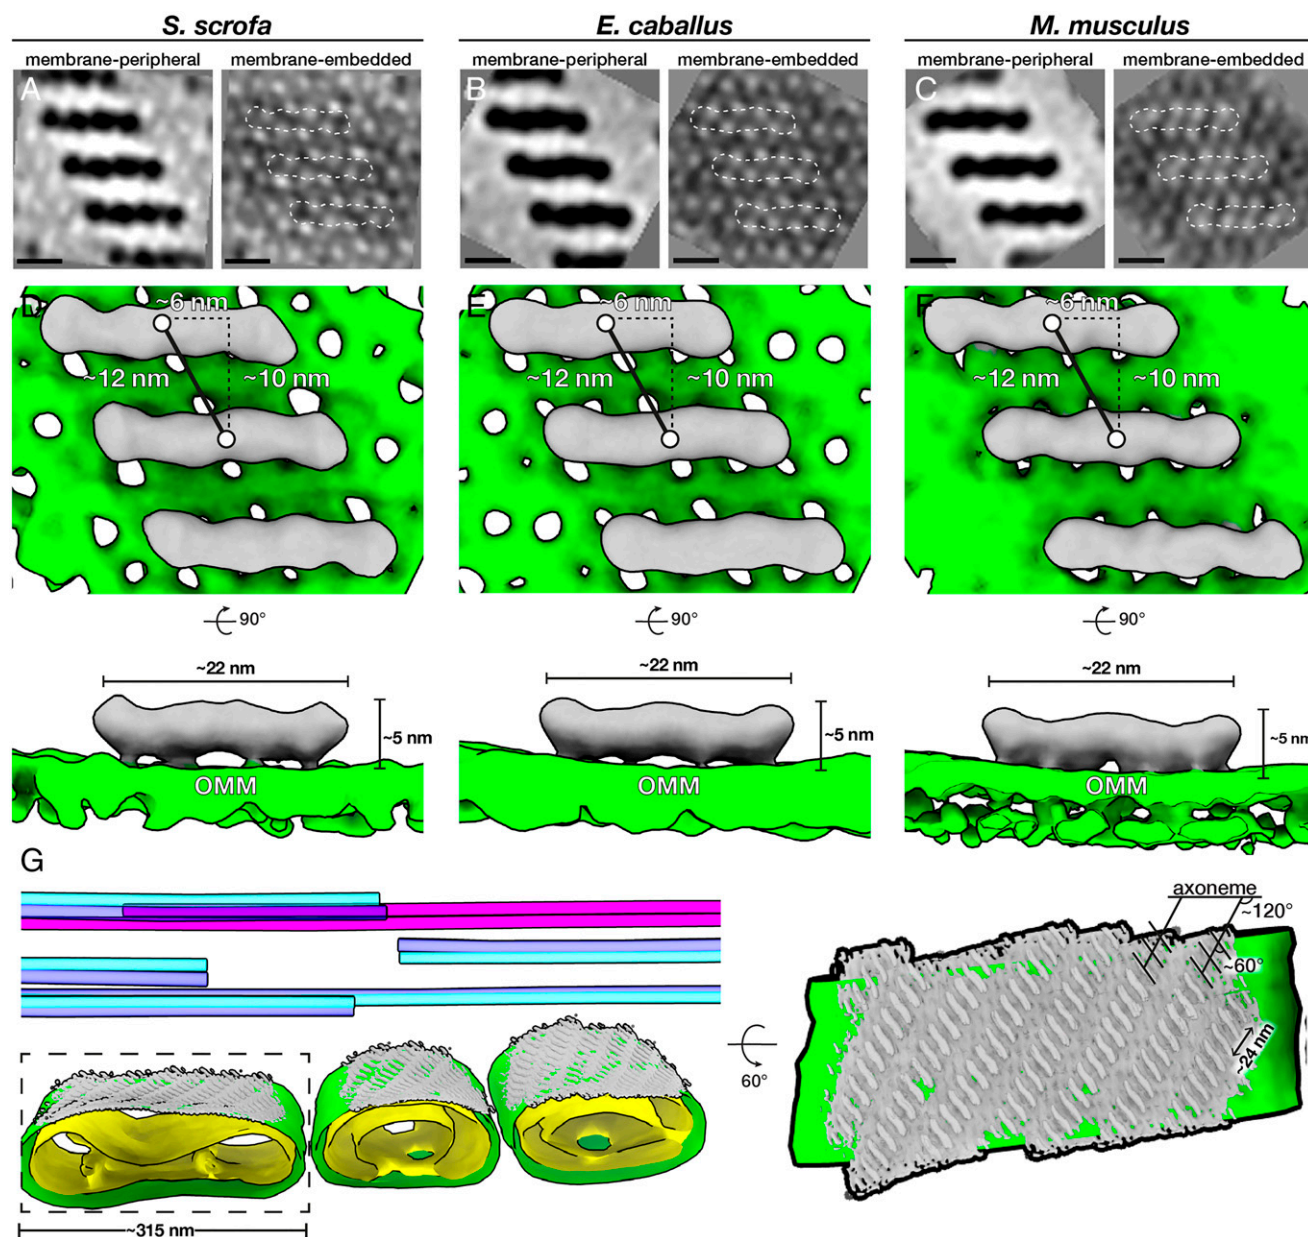 S. scrofa
E. caballus
M. musculus
membrane-peripheral membrane-embedded
membrane-peripheral membrane-embedded
membrane-peripheral membrane-embedded
A
B
C
D
~6 nm
~12 nm
~10 nm
E
~6 nm
~12 nm
~10 nm
F
~6 nm
~12 nm
~10 nm
90°
90°
90°
~22 nm
~5 nm
OMM
~22 nm
~5 nm
OMM
~22 nm
~5 nm
OMM
G
axoneme
~120°
~60°
~24 nm
60°
~315 nm